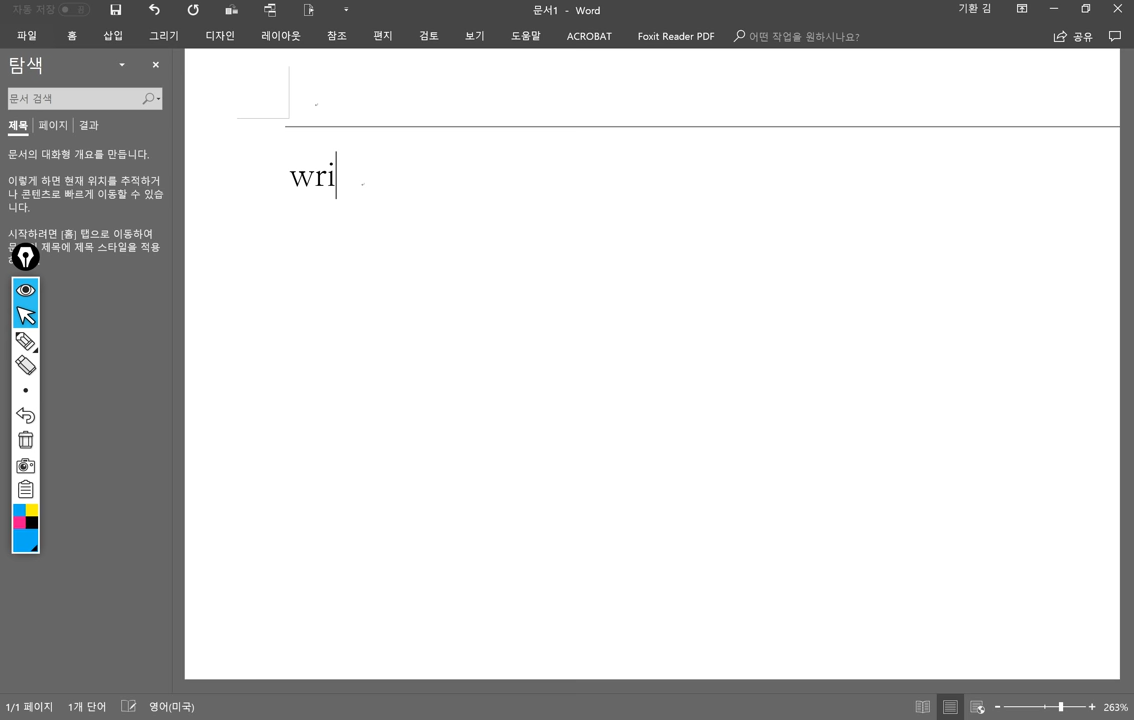 자동 저장
문서1 - Word
기환 김
파일 홈 삽입 그리기 디자인 레이아웃 참조 편지 검토 보기 도움말 ACROBAT Foxit Reader PDF 어떤 작업을 원하시나요? 공유
탐색
문서 검색
제목 페이지 결과
문서의 대화형 개요를 만듭니다.
이렇게 하면 현재 위치를 추적하거
나 콘텐츠로 빠르게 이동할 수 있습
니다.
시작하려면 [홈] 탭으로 이동하여
제목에 제목 스타일을 적용
wri
1/1 페이지 1개 단어 영어(미국) 263%